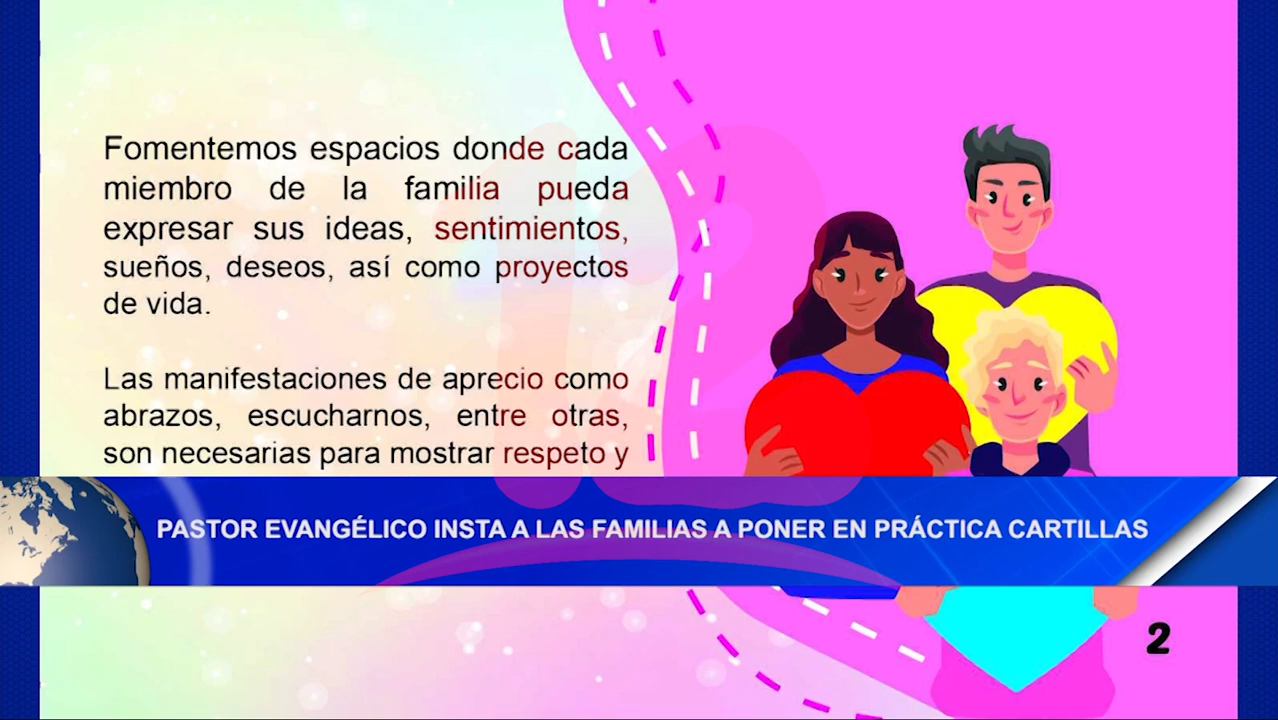 Fomentemos espacios donde cada
miembro de la familia pueda
expresar sus ideas, sentimientos,
sueños, deseos, así como proyectos
de vida.
Las manifestaciones de aprecio como
abrazos, escucharnos, entre otras,
son necesarias para mostrar respeto y
PASTOR EVANGÉLICO INSTA A LAS FAMILIAS A PONER EN PRÁCTICA CARTILLAS
2